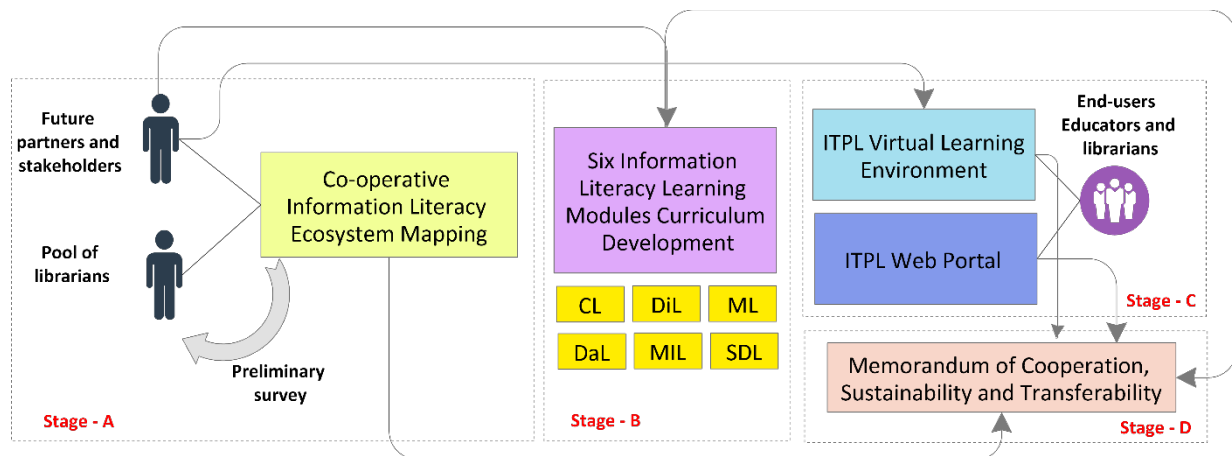 Future
partners and
stakeholders
Pool of
librarians
Co-operative
Information Literacy
Ecosystem Mapping
Preliminary
survey
Stage - A
Six Information
Literacy Learning
Modules Curriculum
Development
CL
DiL
ML
DaL
MIL
SDL
Stage - B
ITPL Virtual Learning
Environment
ITPL Web Portal
End-users
Educators and
librarians
Stage - C
Memorandum of Cooperation,
Sustainability and Transferability
Stage - D